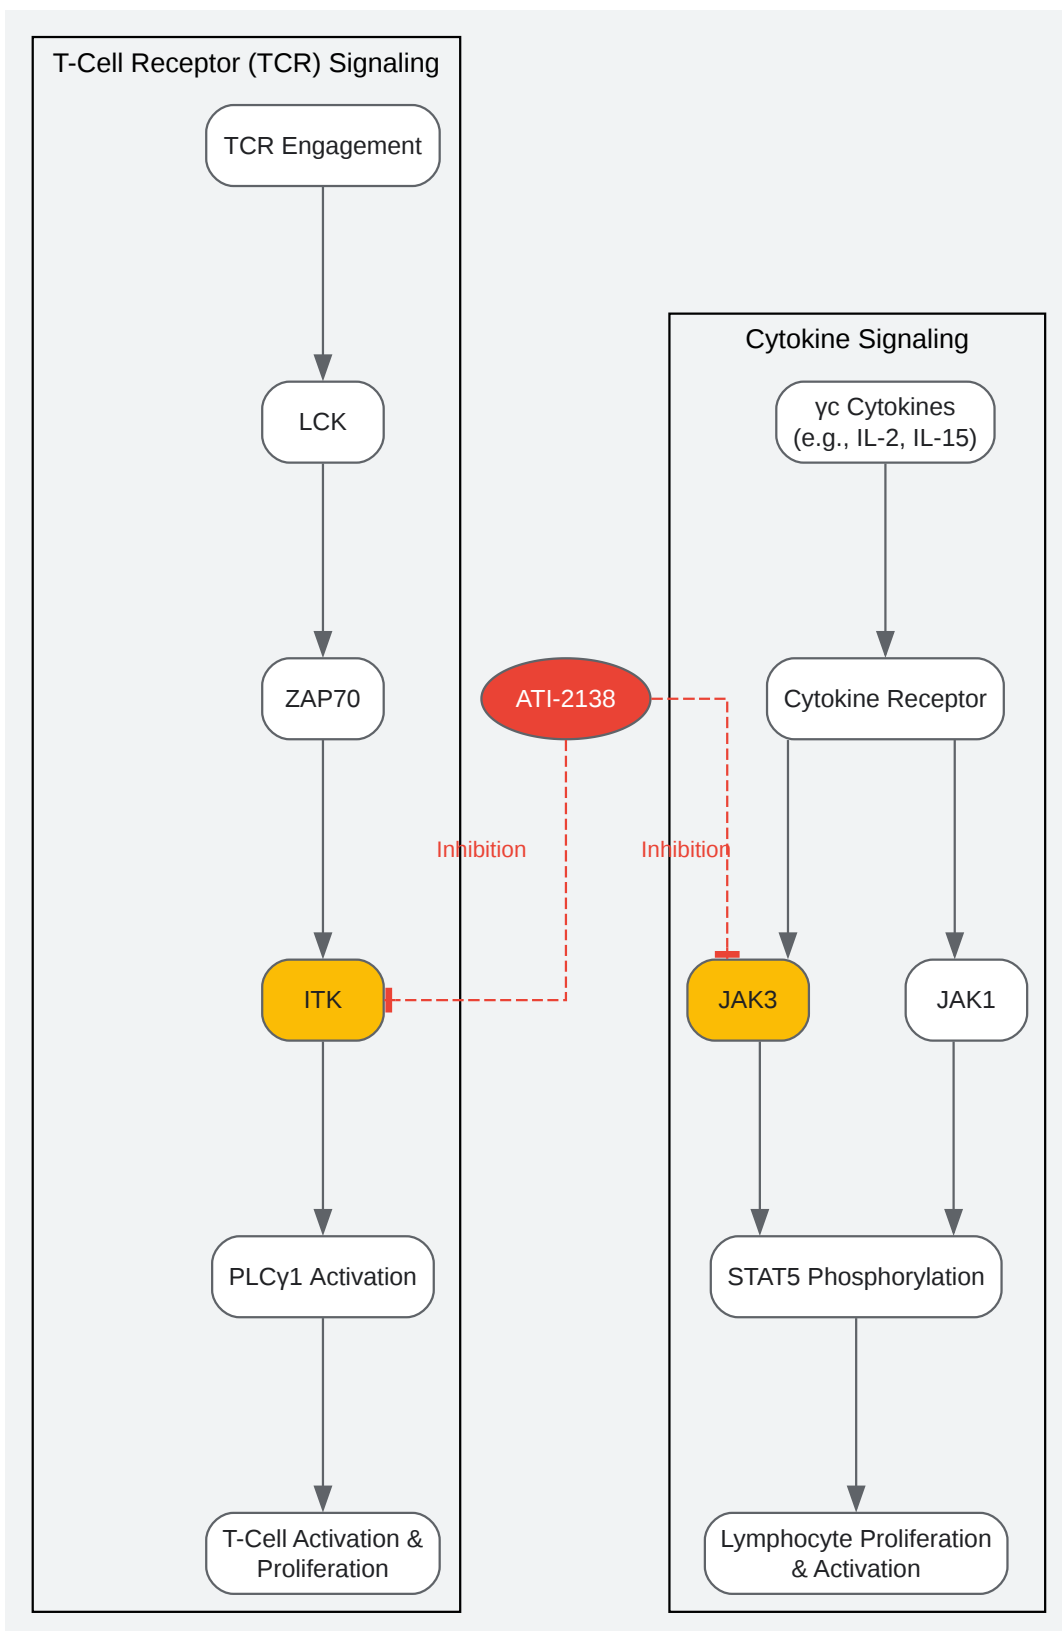 T-Cell Receptor (TCR) Signaling
TCR Engagement
LCK
ZAP70
ITK
PLCγ1 Activation
T-Cell Activation &
Proliferation
ATI-2138
Inhibition
Inhibition
Cytokine Signaling
γc Cytokines
(e.g., IL-2, IL-15)
Cytokine Receptor
JAK3
JAK1
STAT5 Phosphorylation
Lymphocyte Proliferation
& Activation